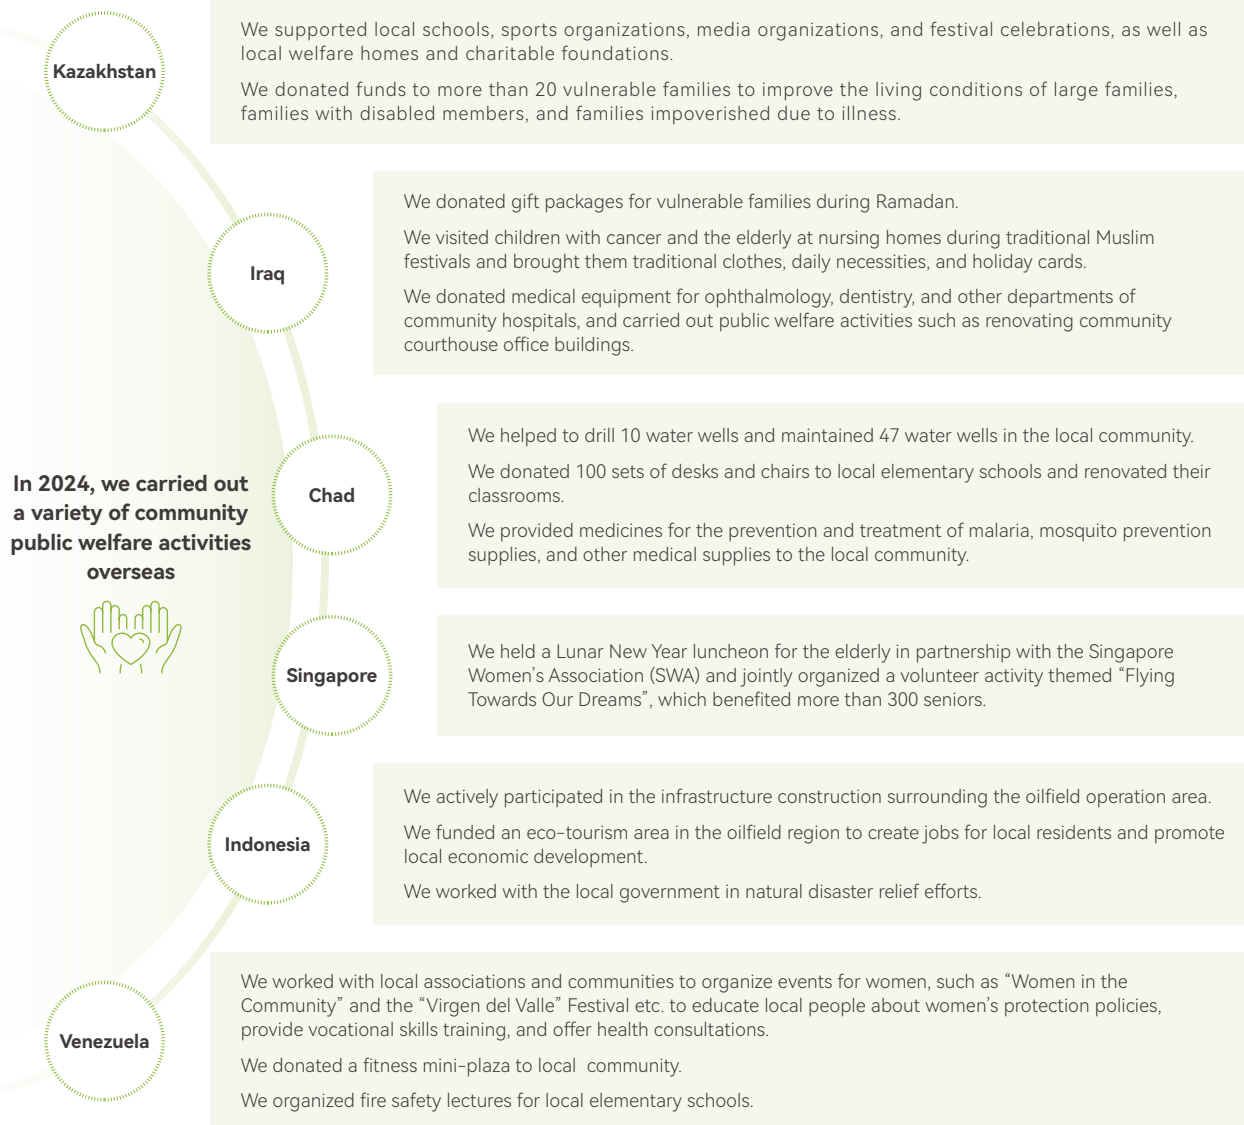 Kazakhstan
We supported local schools, sports organizations, media organizations, and festival celebrations, as well as
local welfare homes and charitable foundations.
We donated funds to more than 20 vulnerable families to improve the living conditions of large families,
families with disabled members, and families impoverished due to illness.
Iraq
We donated gift packages for vulnerable families during Ramadan.
We visited children with cancer and the elderly at nursing homes during traditional Muslim
festivals and brought them traditional clothes, daily necessities, and holiday cards.
We donated medical equipment for ophthalmology, dentistry, and other departments of
community hospitals, and carried out public welfare activities such as renovating community
courthouse office buildings.
In 2024, we carried out
a variety of community
public welfare activities
overseas
Chad
We helped to drill 10 water wells and maintained 47 water wells in the local community.
We donated 100 sets of desks and chairs to local elementary schools and renovated their
classrooms.
We provided medicines for the prevention and treatment of malaria, mosquito prevention
supplies, and other medical supplies to the local community.
Singapore
We held a Lunar New Year luncheon for the elderly in partnership with the Singapore
Women's Association (SWA) and jointly organized a volunteer activity themed “Flying
Towards Our Dreams”, which benefited more than 300 seniors.
Indonesia
We actively participated in the infrastructure construction surrounding the oilfield operation area.
We funded an eco-tourism area in the oilfield region to create jobs for local residents and promote
local economic development.
We worked with the local government in natural disaster relief efforts.
Venezuela
We worked with local associations and communities to organize events for women, such as “Women in the
Community” and the “Virgen del Valle” Festival etc. to educate local people about women's protection policies,
provide vocational skills training, and offer health consultations.
We donated a fitness mini-plaza to local community.
We organized fire safety lectures for local elementary schools.